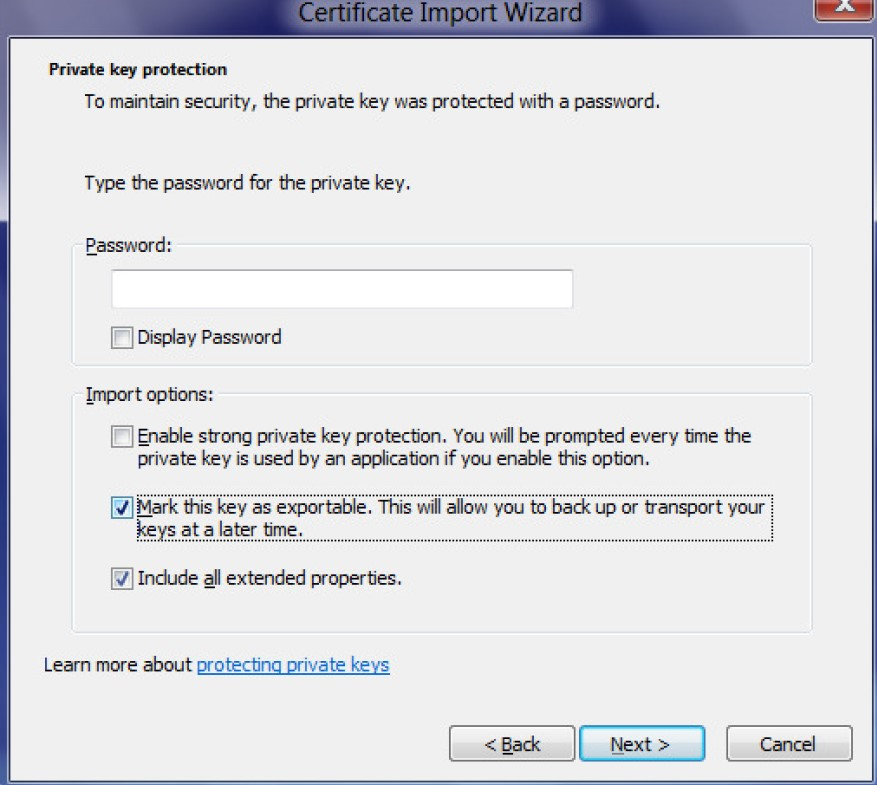 Certificate Import Wizard
X
Private key protection
To maintain security, the private key was protected with a password.
Type the password for the private key.
Password:
Display Password
Import options:
Enable strong private key protection. You will be prompted every time the
private key is used by an application if you enable this option.
Mark this key as exportable. This will allow you to back up or transport your
keys at a later time.
Include all extended properties.
Learn more about protecting private keys
< Back
Next >
Cancel